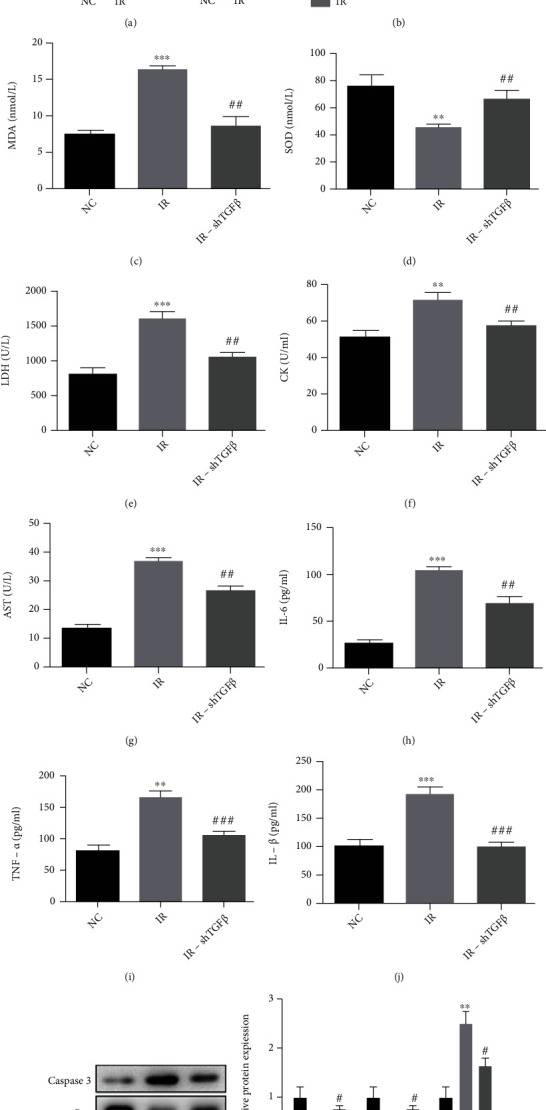 NC IR NC IR IR
(a) (b)
MDA (nmol/L)
20
15
10
5
0
***
##
NC IR IR – shTGFβ
(c)
SOD (nmol/L)
100
80
60
40
20
0
**
##
NC IR IR – shTGFβ
(d)
LDH (U/L)
2000
1500
1000
500
0
***
##
NC IR IR – shTGFβ
(e)
CK (U/ml)
80
60
40
20
0
**
##
NC IR IR – shTGFβ
(f)
AST (U/L)
50
40
30
20
10
0
***
##
NC IR IR – shTGFβ
(g)
IL-6 (pg/ml)
150
100
50
0
***
##
NC IR IR – shTGFβ
(h)
TNF – α (pg/ml)
200
150
100
50
0
**
###
NC IR IR – shTGFβ
(i)
IL – β (pg/ml)
250
200
150
100
50
0
***
###
NC IR IR – shTGFβ
(j)
Caspase 3
protein expiession
3
2
1
#
#
**
#